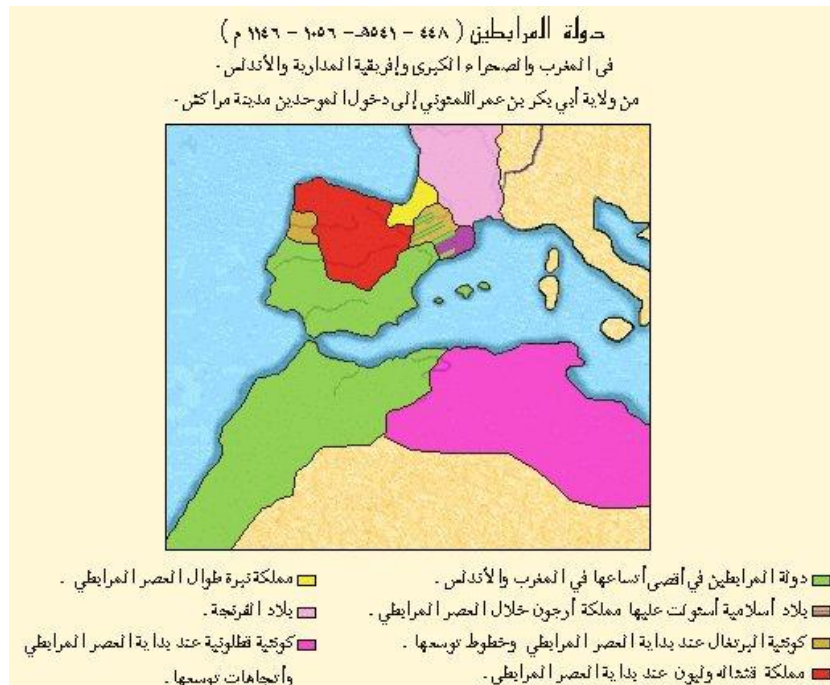 دولة المرابطين ( ٤٤٨ - ٥٤١هـ- ١٠٥٦ - ١١٤٦ م )
فى المغرب والصحراء الكبرى وإفريقية المدارية والأندلس .
من ولاية أبي بكر بن عمر اللمتوني إلى دخول الموحدين مدينة مراكش .
دولة المرابطين في أقصى أتساعها في المغرب والأندلس .
بلاد أسلامية أستولت عليها مملكة أرجون خلال العصر المرابطي .
كونتية البرتغال عند بداية العصر المرابطي وخطوط توسعها .
مملكة قشتاله وليون عند بداية العصر المرابطي .
مملكة نبرة طوال العصر المرابطي .
بلاد الفرنجة .
كونتية قطلونية عند بداية العصر المرابطي
وأتجاهات توسعها .